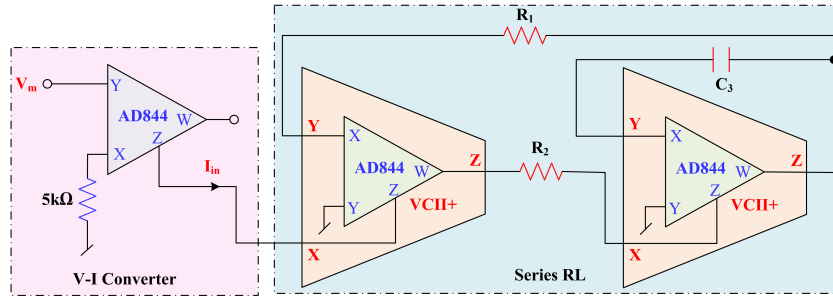 R1
C3
Vm
Y
AD844
W
Z
X
Iin
5kΩ
V-I Converter
Y
X
AD844
W
Z
Y
VCII+
X
Z
R2
Y
X
AD844
W
Z
Y
VCII+
X
Z
Series RL